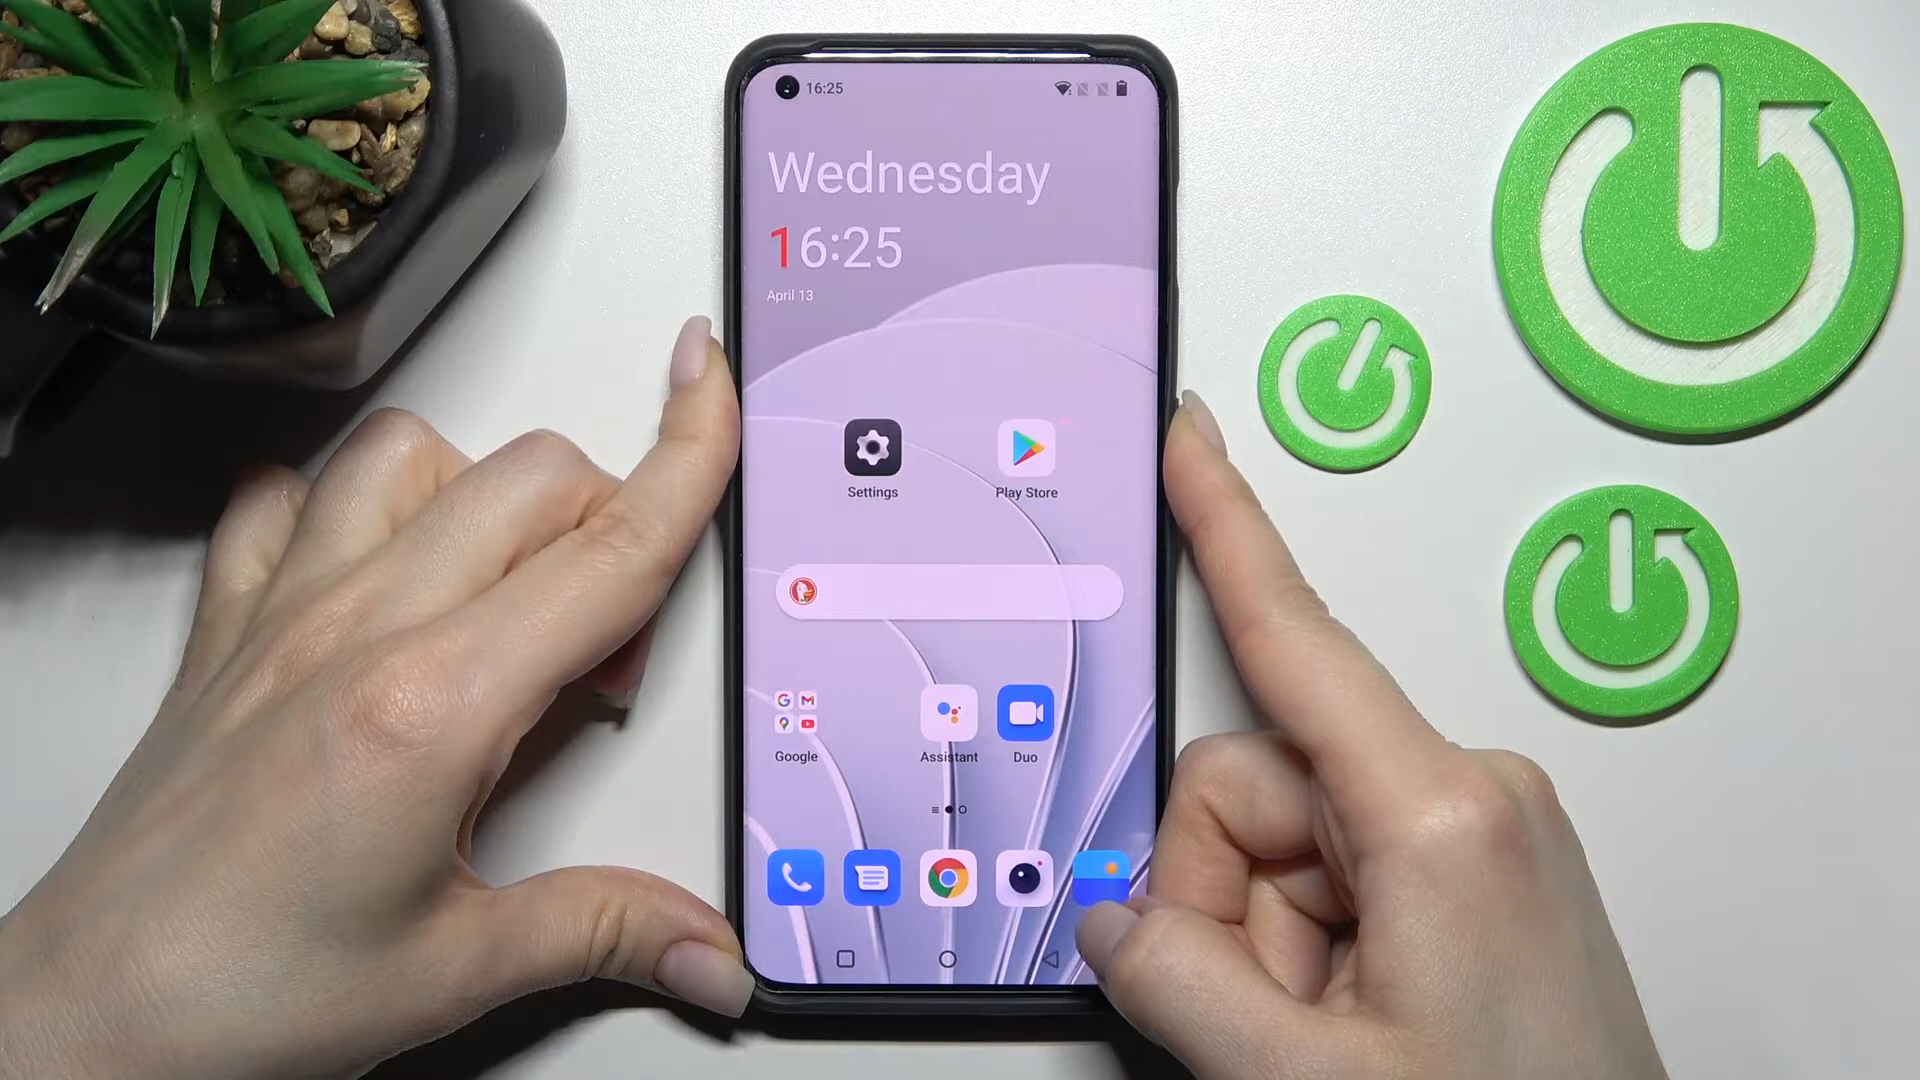 16:25
Wednesday
16:25
April 13
Settings
Play Store
Google
Assistant
Duo